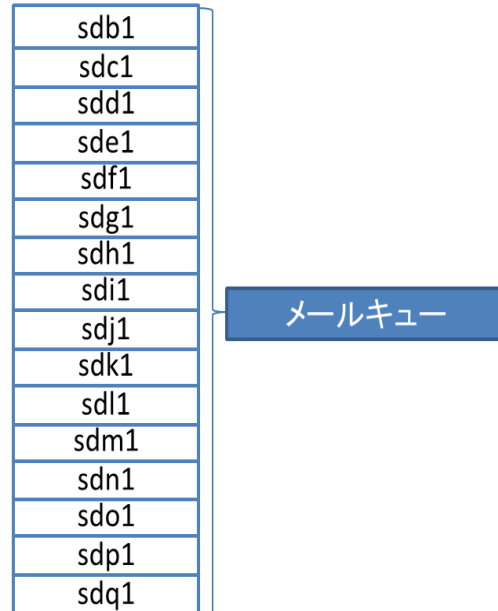 sdb1
sdc1
sdd1
sde1
sdf1
sdg1
sdh1
sdi1
sdj1
sdk1
sdl1
sdm1
sdn1
sdo1
sdp1
sdq1
メールキュー